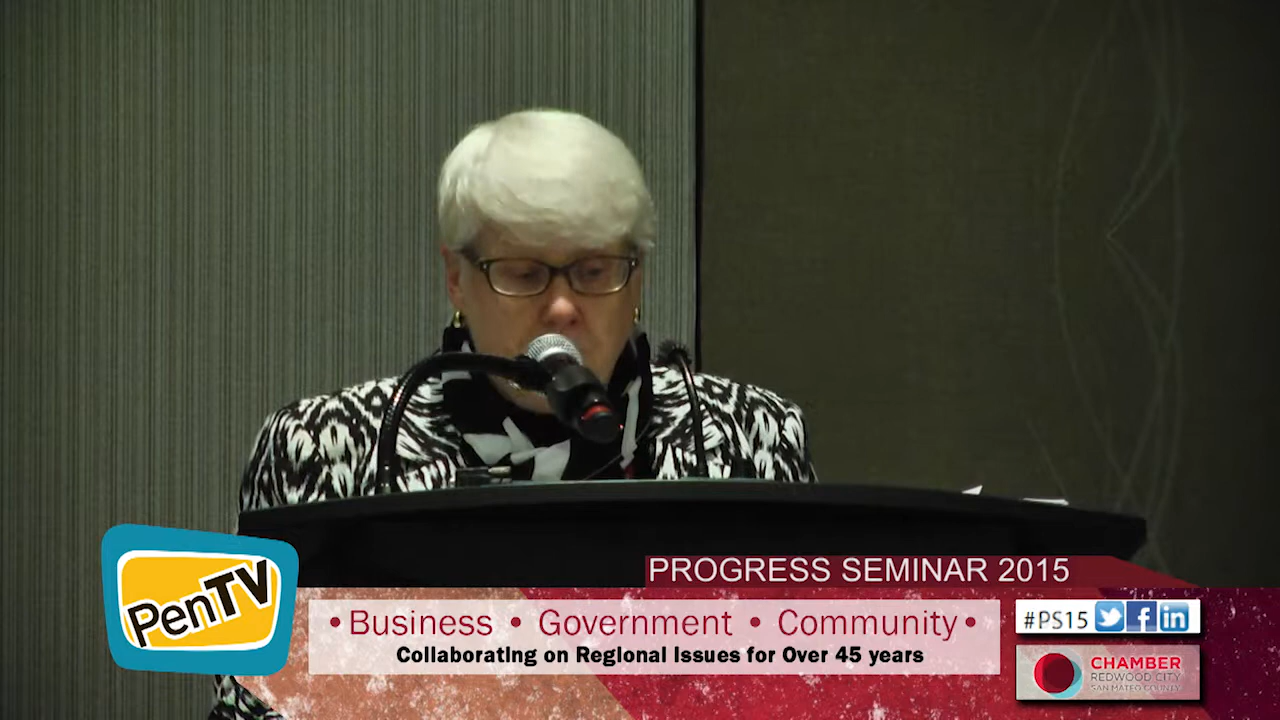 PROGRESS SEMINAR 2015
PenTV
• Business • Government • Community •
Collaborating on Regional Issues for Over 45 years
#PS15
CHAMBER
REDWOOD CITY
SAN MATEO COUNTY